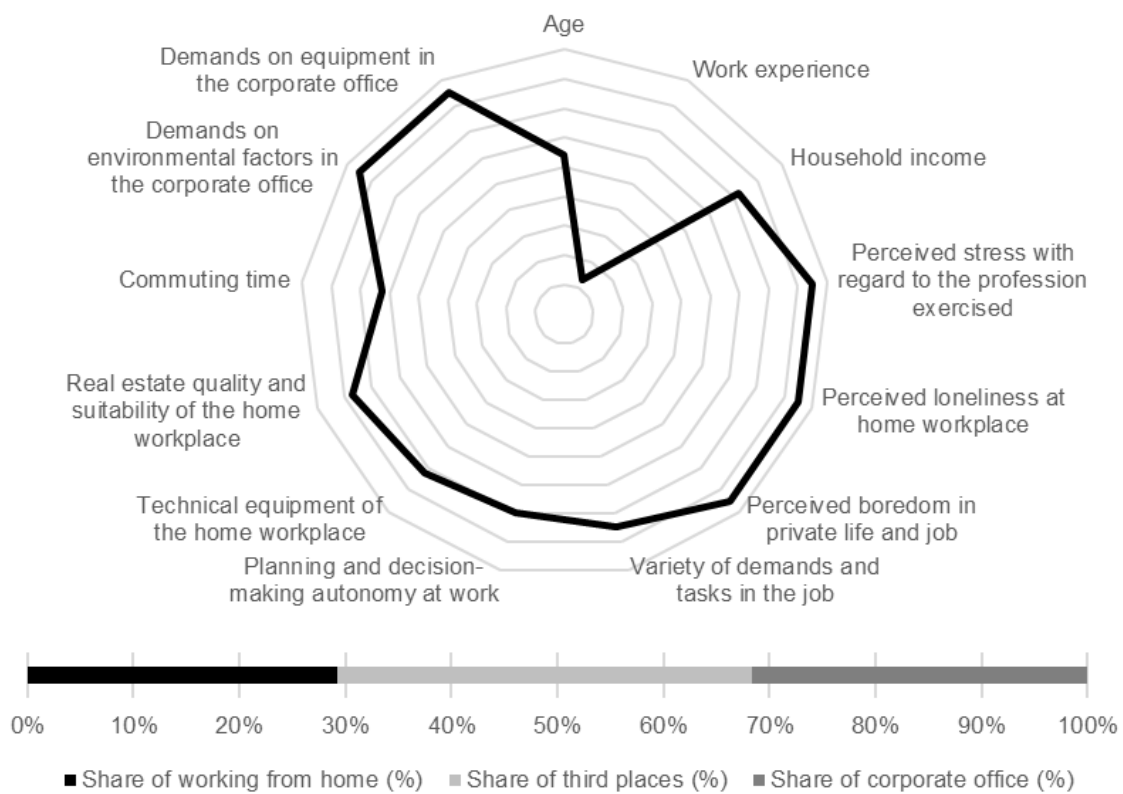 Age
Work experience
Household income
Perceived stress with
regard to the profession
exercised
Perceived loneliness at
home workplace
Perceived boredom in
private life and job
Variety of demands and
tasks in the job
Planning and decision-
making autonomy at work
Technical equipment of
the home workplace
Real estate quality and
suitability of the home
workplace
Commuting time
Demands on
environmental factors in
the corporate office
Demands on equipment in
the corporate office
0% 10% 20% 30% 40% 50% 60% 70% 80% 90% 100%
Share of working from home (%) Share of third places (%) Share of corporate office (%)